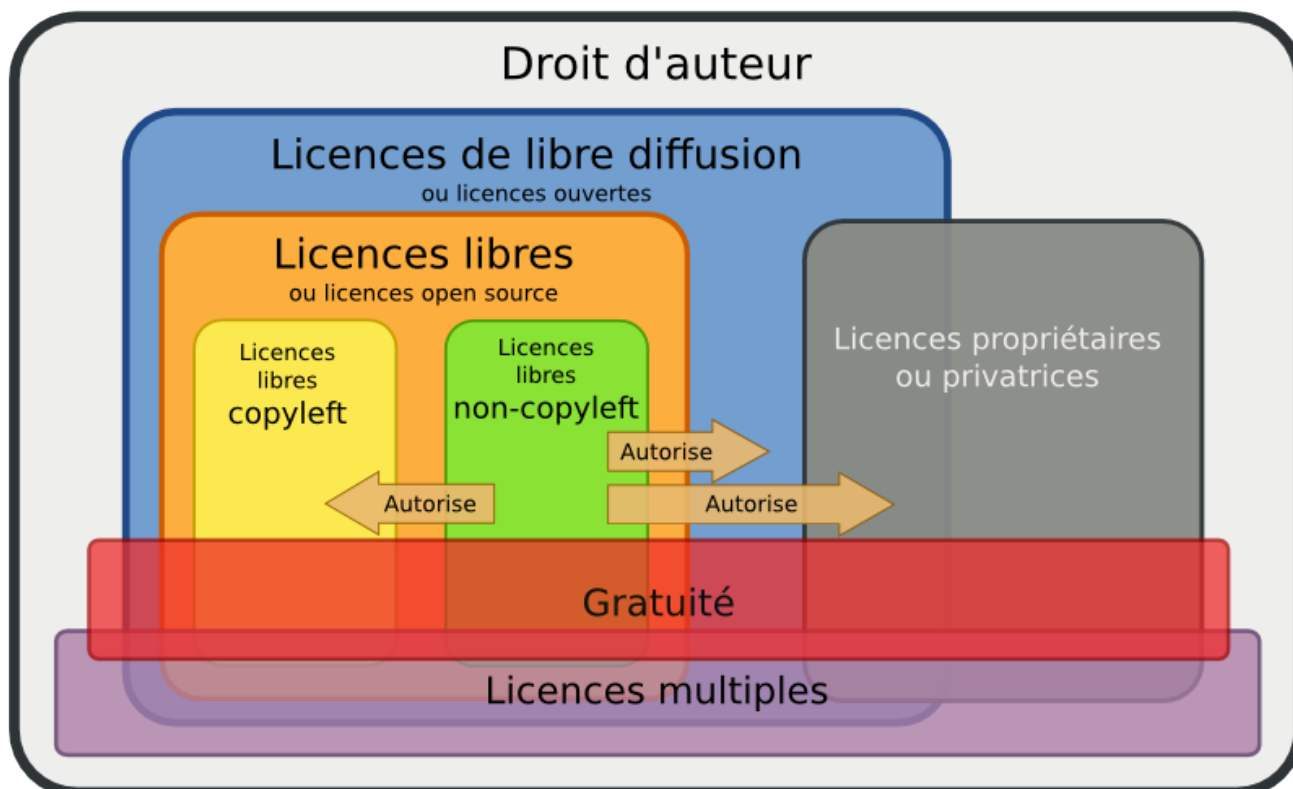 Droit d'auteur
Licences de libre diffusion
ou licences ouvertes
Licences libres
ou licences open source
Licences
libres
copyleft
Licences
libres
non-copyleft
Licences propriétaires
ou privatrices
Autorise
Autorise
Autorise
Gratuité
Licences multiples